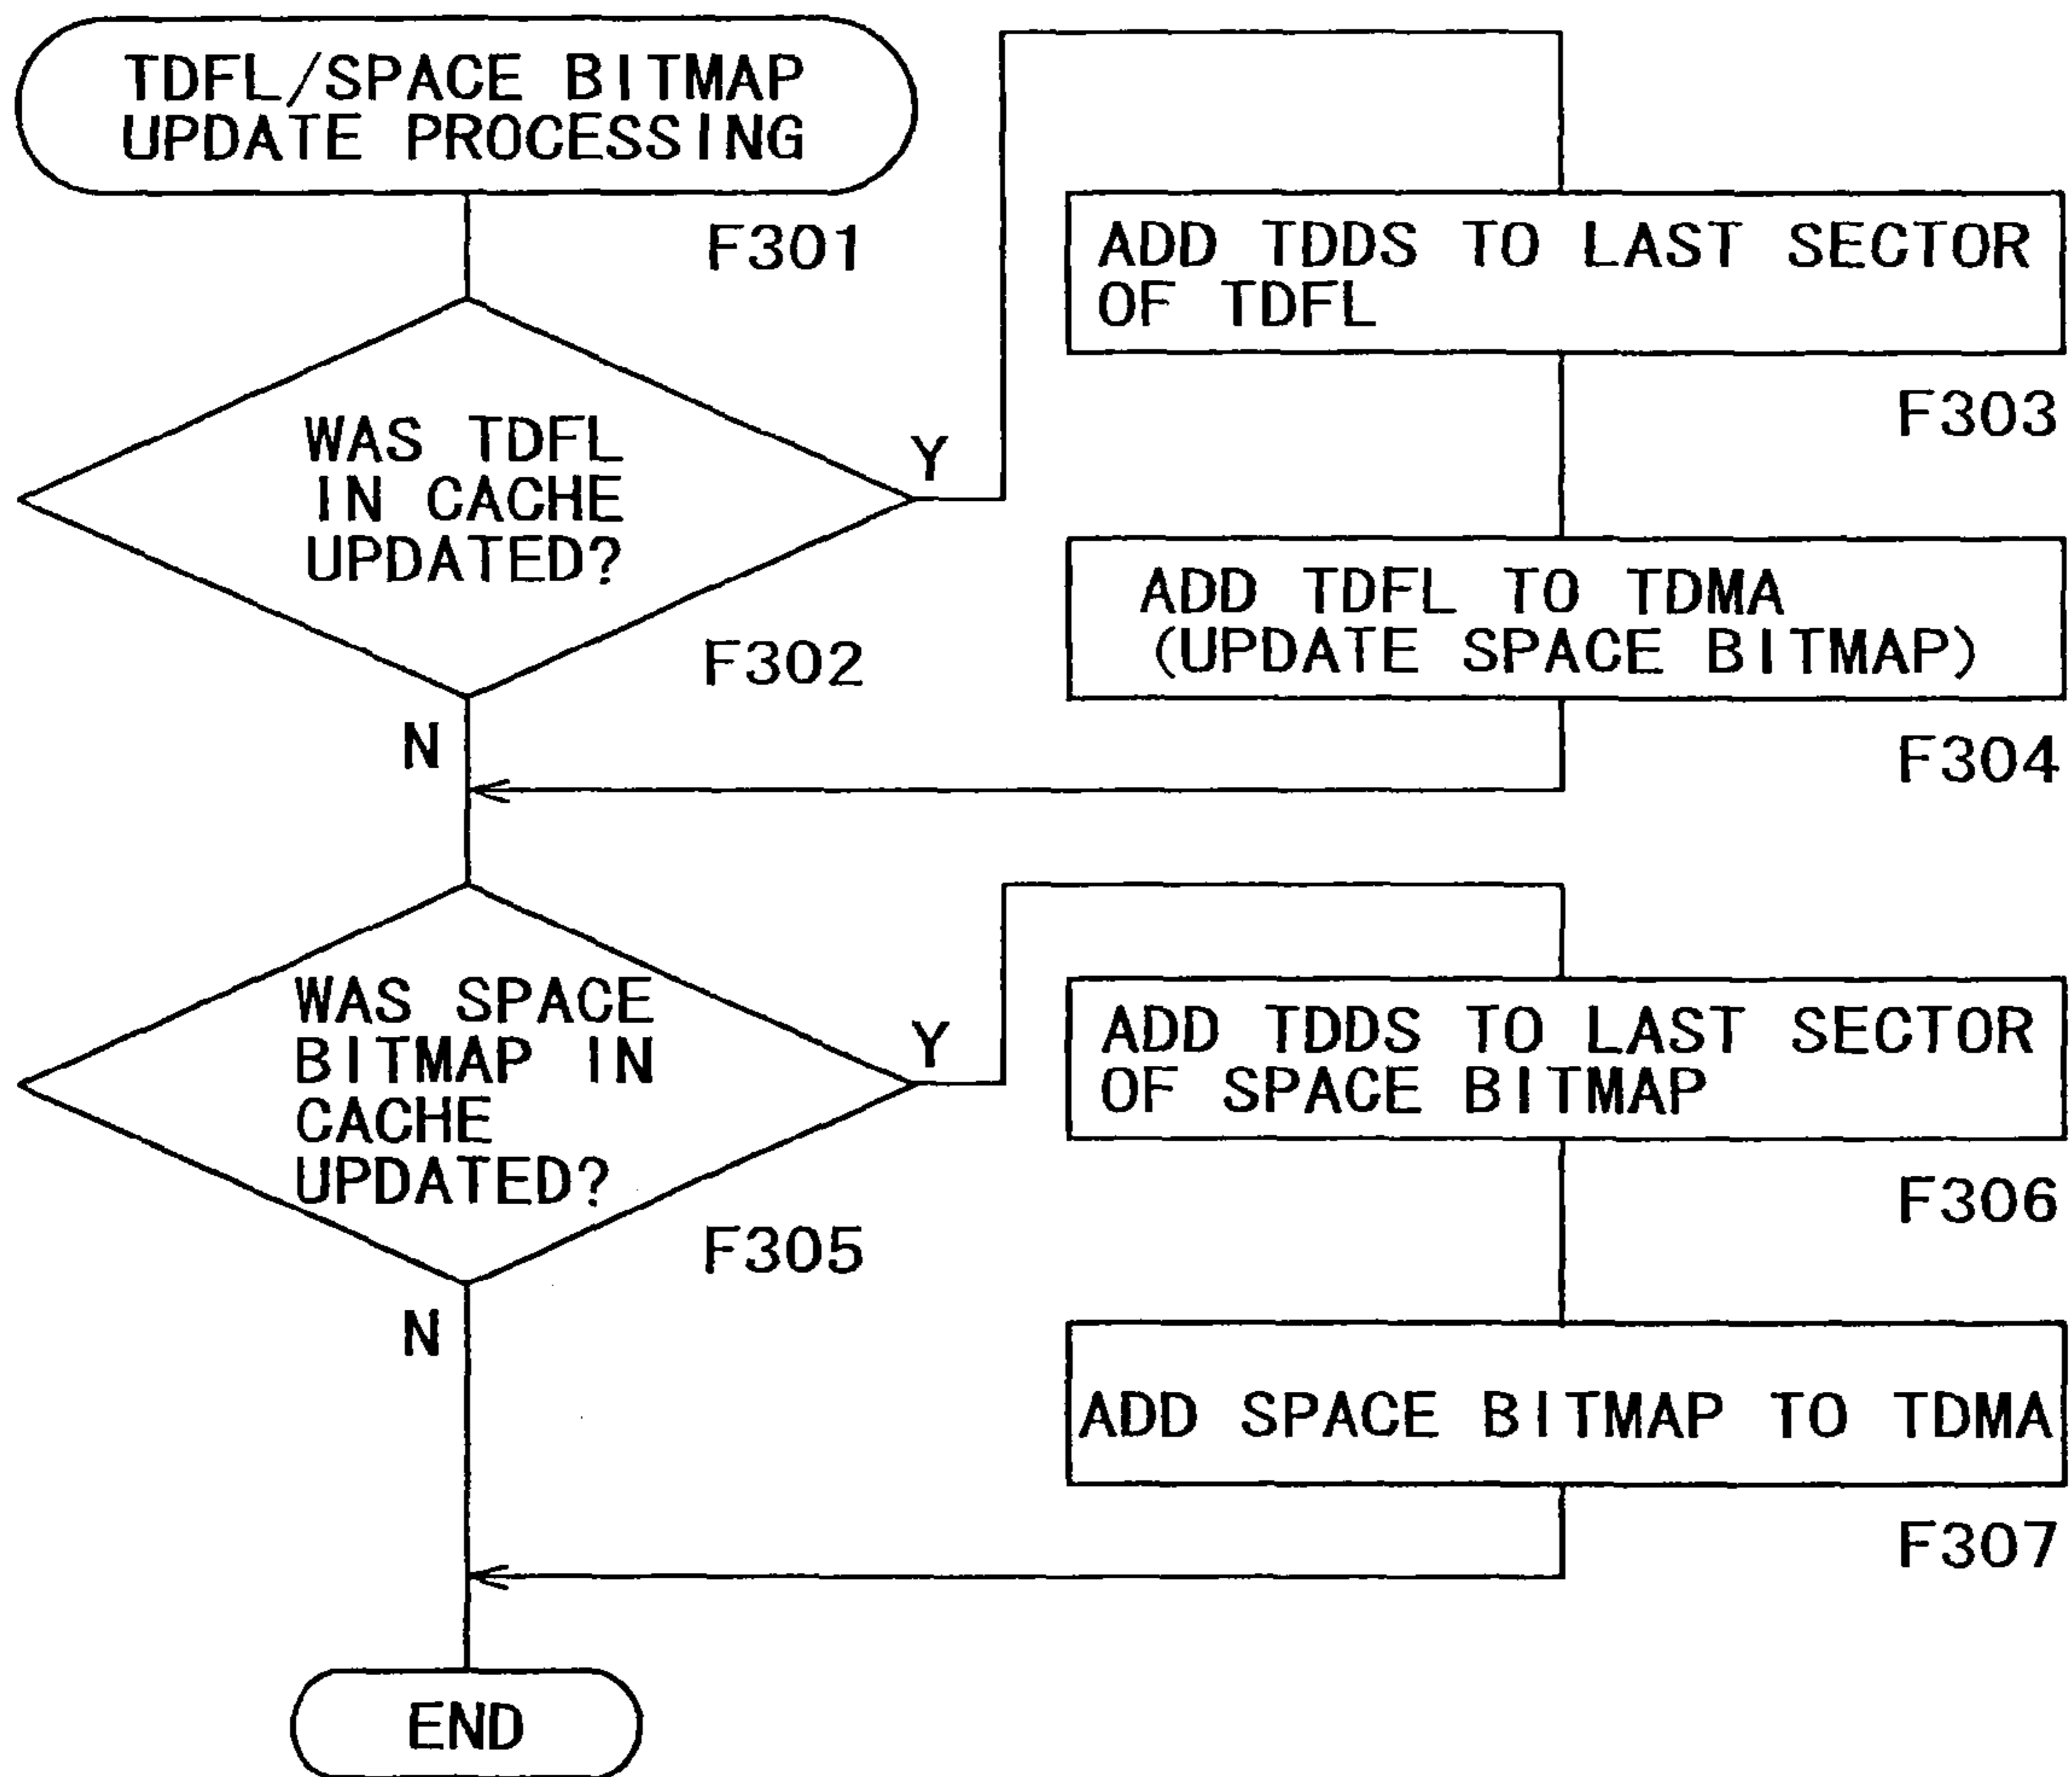 TDFL/SPACE BITMAP
UPDATE PROCESSING
F301
WAS TDFL
IN CACHE
UPDATED?
Y
F302
N
ADD TDDS TO LAST SECTOR
OF TDFL
F303
ADD TDFL TO TDMA
(UPDATE SPACE BITMAP)
F304
WAS SPACE
BITMAP IN
CACHE
UPDATED?
Y
F305
N
ADD TDDS TO LAST SECTOR
OF SPACE BITMAP
F306
ADD SPACE BITMAP TO TDMA
F307
END